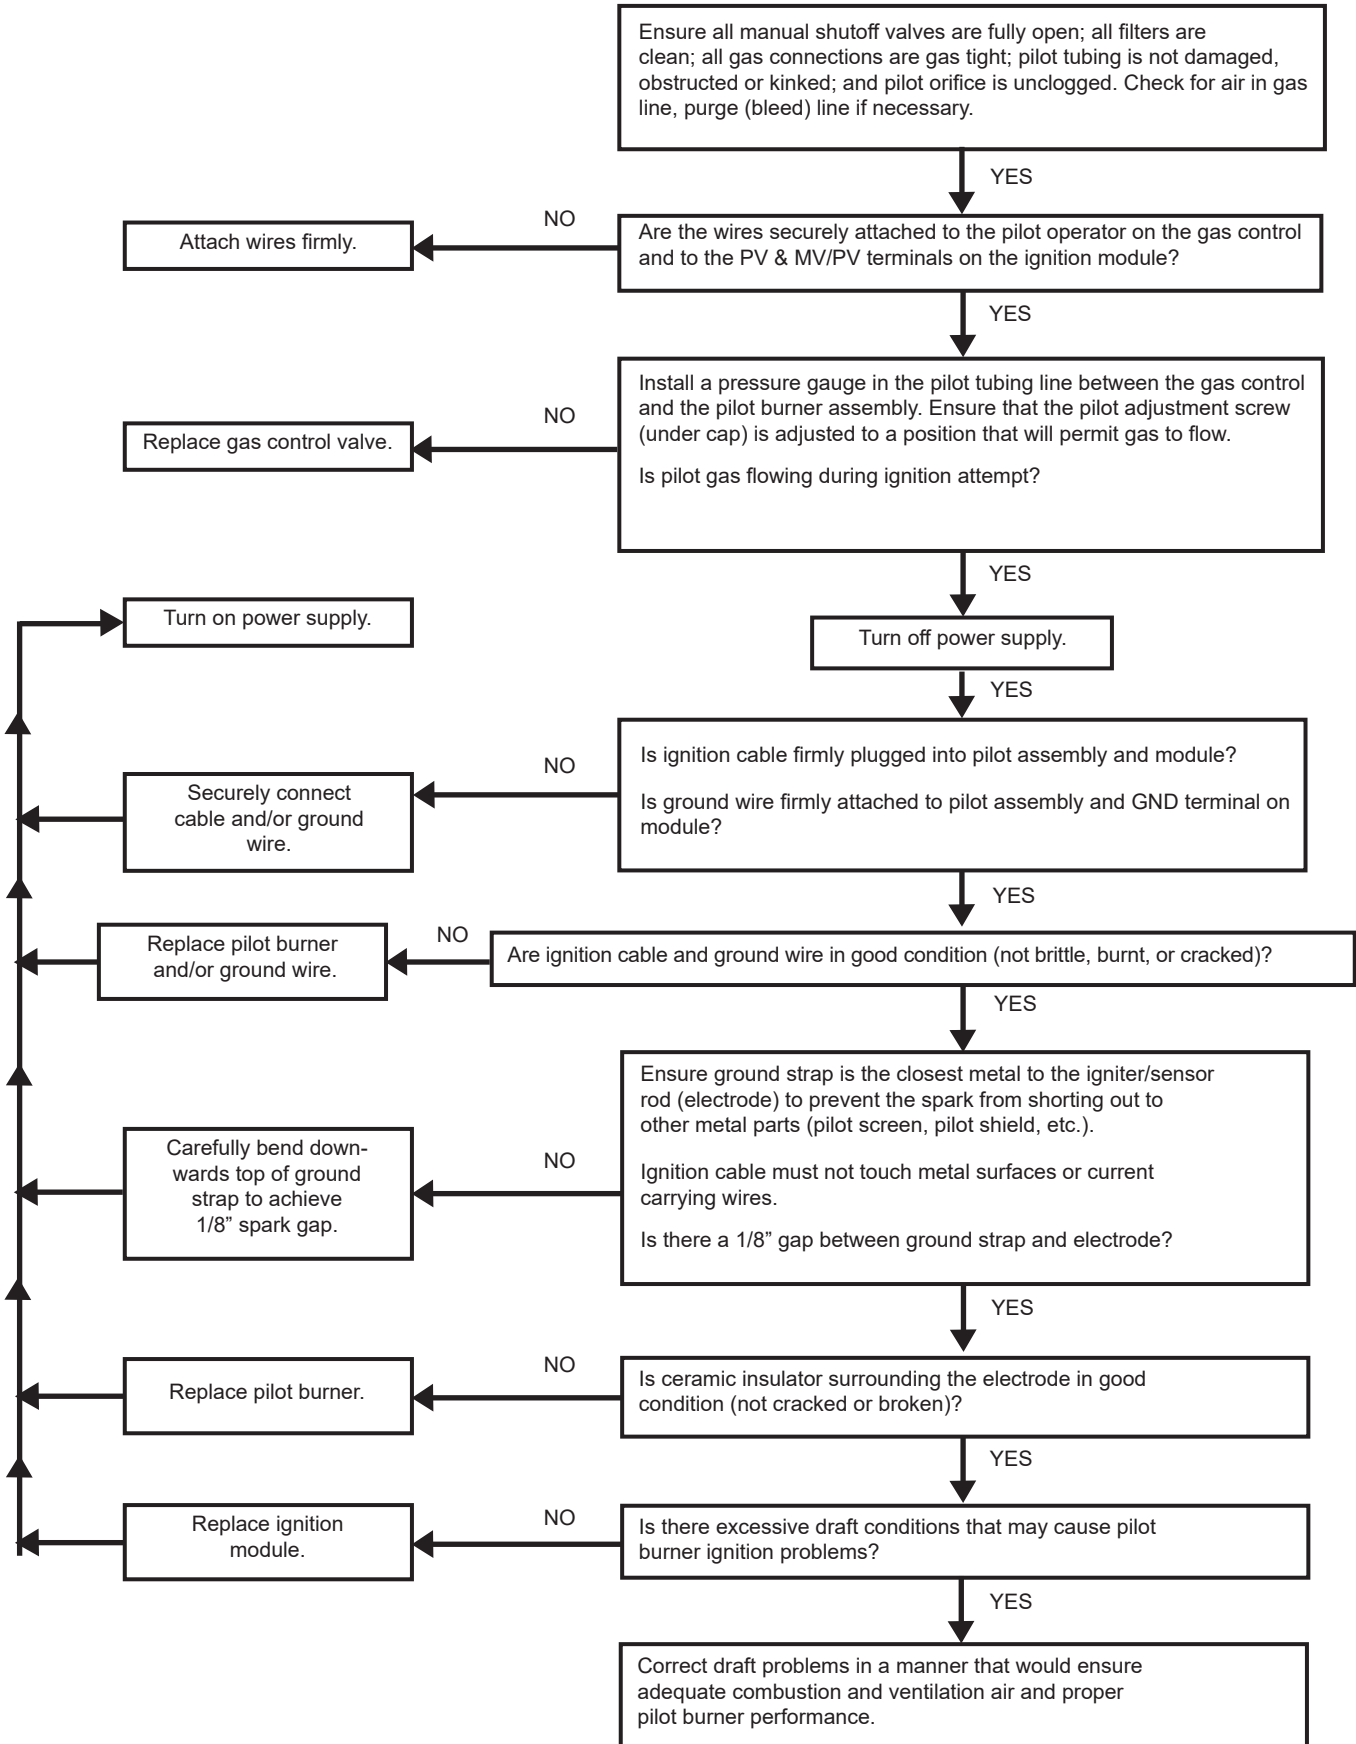 Ensure all manual shutoff valves are fully open; all filters are
clean; all gas connections are gas tight; pilot tubing is not damaged,
obstructed or kinked; and pilot orifice is unclogged. Check for air in gas
line, purge (bleed) line if necessary.
YES
NO
Attach wires firmly.
Are the wires securely attached to the pilot operator on the gas control
and to the PV & MV/PV terminals on the ignition module?
YES
Install a pressure gauge in the pilot tubing line between the gas control
and the pilot burner assembly. Ensure that the pilot adjustment screw
(under cap) is adjusted to a position that will permit gas to flow.
Is pilot gas flowing during ignition attempt?
NO
Replace gas control valve.
YES
Turn on power supply.
Turn off power supply.
YES
Is ignition cable firmly plugged into pilot assembly and module?
Is ground wire firmly attached to pilot assembly and GND terminal on
module?
NO
Securely connect
cable and/or ground
wire.
YES
NO
Replace pilot burner
and/or ground wire.
Are ignition cable and ground wire in good condition (not brittle, burnt, or cracked)?
YES
Ensure ground strap is the closest metal to the igniter/sensor
rod (electrode) to prevent the spark from shorting out to
other metal parts (pilot screen, pilot shield, etc.).
Ignition cable must not touch metal surfaces or current
carrying wires.
Is there a 1/8” gap between ground strap and electrode?
NO
Carefully bend down-
wards top of ground
strap to achieve
1/8” spark gap.
YES
NO
Replace pilot burner.
Is ceramic insulator surrounding the electrode in good
condition (not cracked or broken)?
YES
NO
Replace ignition
module.
Is there excessive draft conditions that may cause pilot
burner ignition problems?
YES
Correct draft problems in a manner that would ensure
adequate combustion and ventilation air and proper
pilot burner performance.